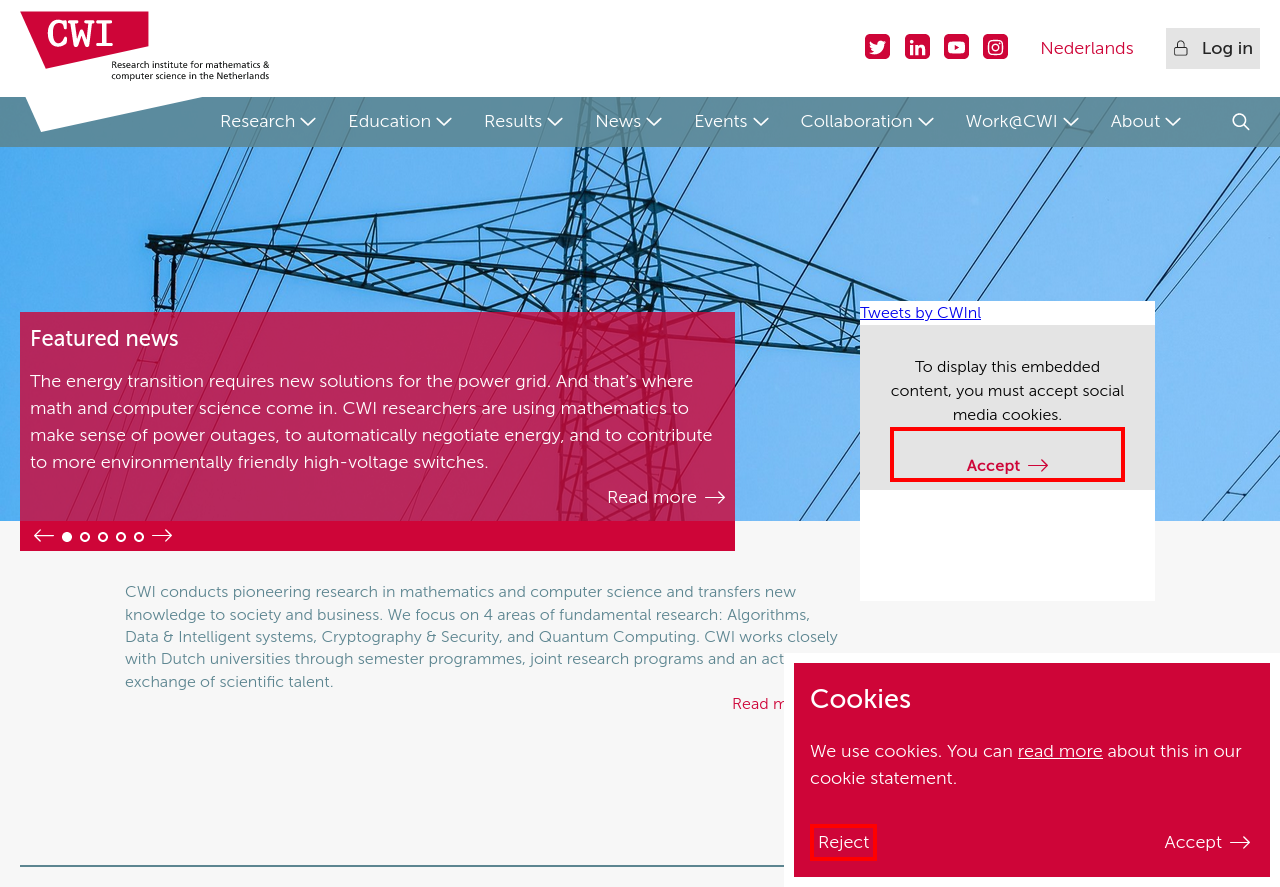 CWI
Research institute for mathematics &
computer science in the Netherlands
Nederlands
Log in
Research
Education
Results
News
Events
Collaboration
Work@CWI
About
Featured news
The energy transition requires new solutions for the power grid. And that’s where
math and computer science come in. CWI researchers are using mathematics to
make sense of power outages, to automatically negotiate energy, and to contribute
to more environmentally friendly high-voltage switches.
Read more
Tweets by CWInl
To display this embedded
content, you must accept social
media cookies.
Accept
CWI conducts pioneering research in mathematics and computer science and transfers new
knowledge to society and business. We focus on 4 areas of fundamental research: Algorithms,
Data & Intelligent systems, Cryptography & Security, and Quantum Computing. CWI works closely
with Dutch universities through semester programmes, joint research programs and an act
exchange of scientific talent.
Read m
Cookies
We use cookies. You can read more about this in our
cookie statement.
Reject
Accept